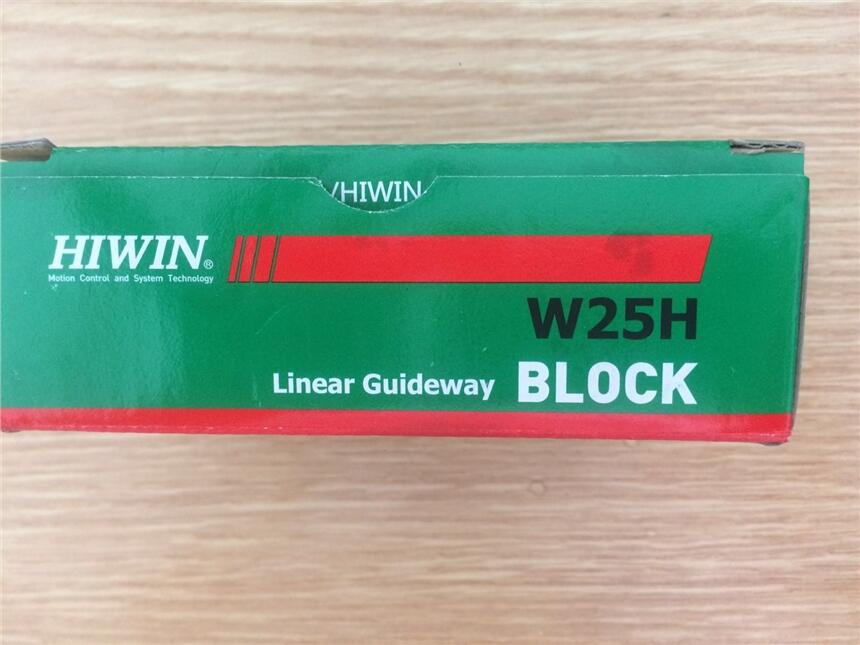 /HIWIN
HIWIN®
Motion Control and System Technology
W25H
Linear Guideway BLOCK